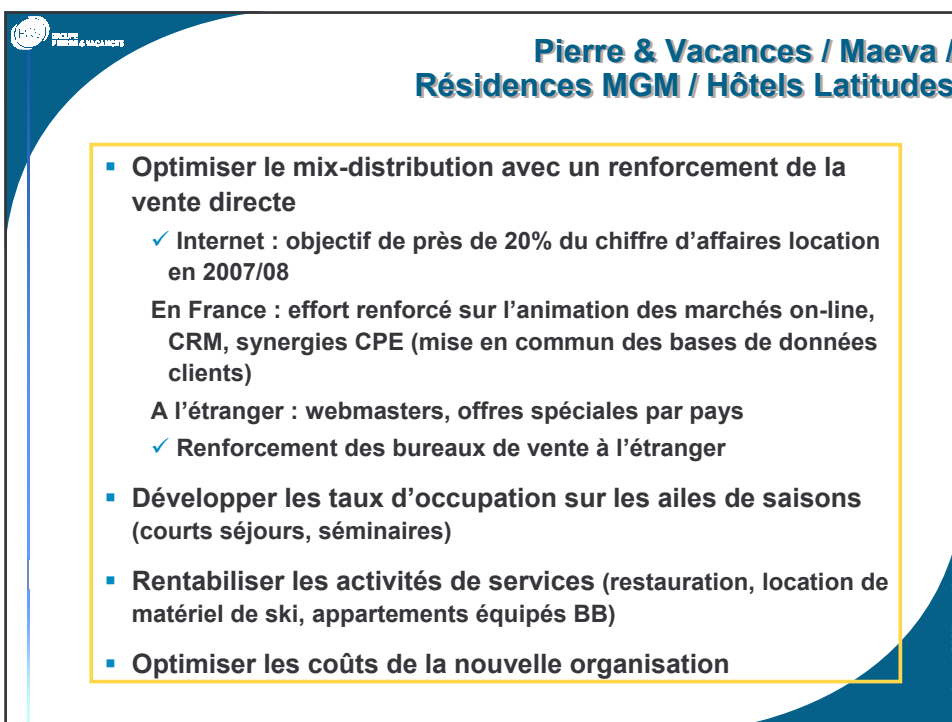 GROUPE
PIERRE & VACANCES
Pierre & Vacances / Maeva /
Résidences MGM / Hôtels Latitudes
▪ Optimiser le mix-distribution avec un renforcement de la
vente directe
✓ Internet : objectif de près de 20% du chiffre d’affaires location
en 2007/08
En France : effort renforcé sur l’animation des marchés on-line,
CRM, synergies CPE (mise en commun des bases de données
clients)
A l’étranger : webmasters, offres spéciales par pays
✓ Renforcement des bureaux de vente à l’étranger
▪ Développer les taux d’occupation sur les ailes de saisons
(courts séjours, séminaires)
▪ Rentabiliser les activités de services (restauration, location de
matériel de ski, appartements équipés BB)
▪ Optimiser les coûts de la nouvelle organisation